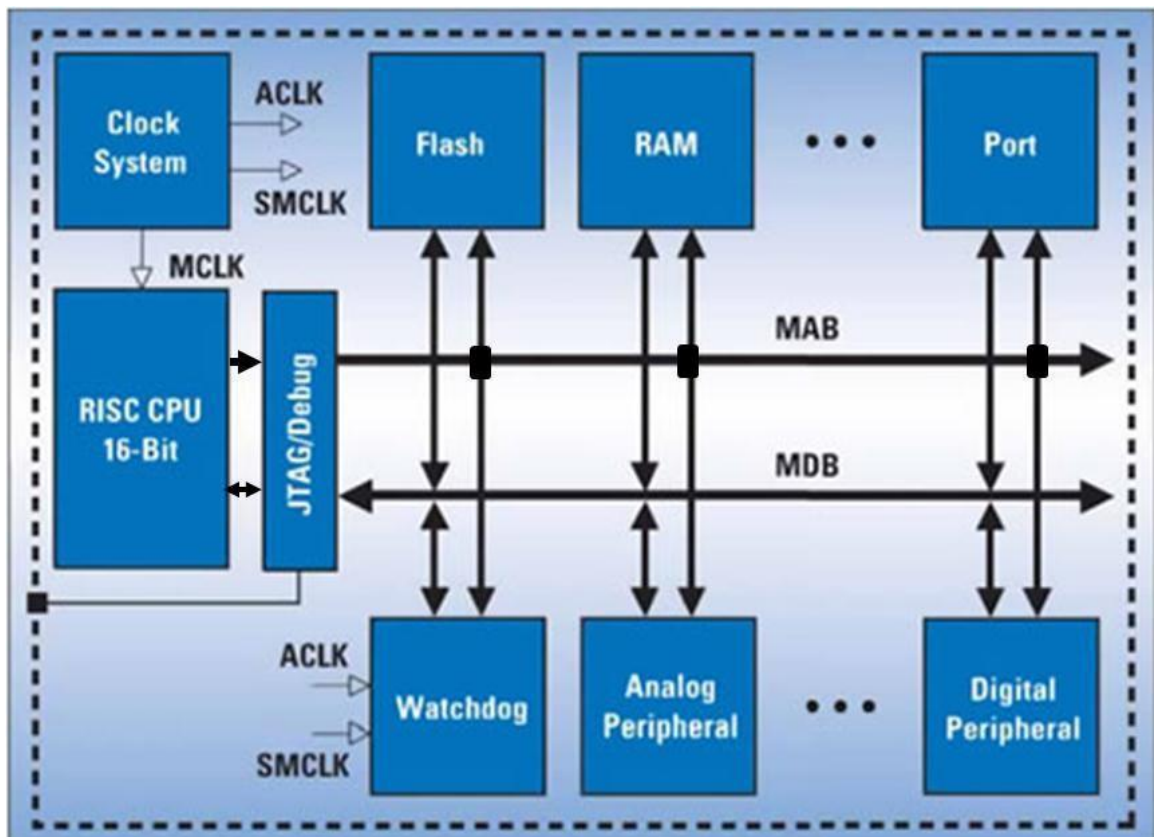 Clock
System
ACLK
SMCLK
Flash
RAM
Port
MCLK
RISC CPU
16-Bit
JTAG/Debug
MAB
MDB
ACLK
SMCLK
Watchdog
Analog
Peripheral
Digital
Peripheral